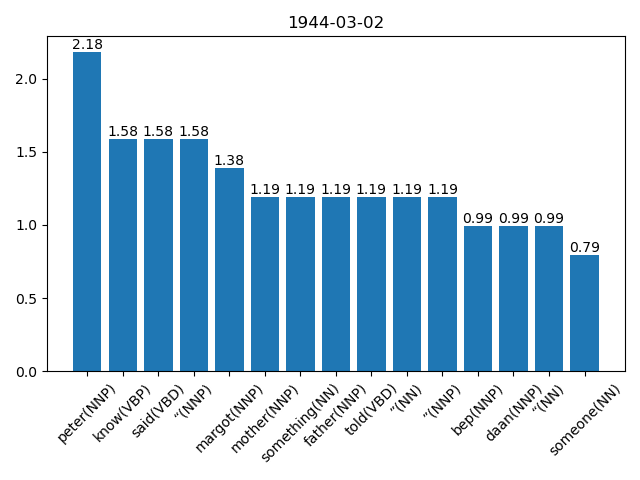 1944-03-02
2.18
1.58
1.58
1.58
1.38
1.19
1.19
1.19
1.19
1.19
1.19
0.99
0.99
0.99
0.79
2.0
1.5
1.0
0.5
0.0
peter(NNP)
know(VBP)
said(VBD)
“(NNP)
margot(NNP)
mother(NNP)
something(NN)
father(NNP)
told(VBD)
”(NN)
”(NNP)
bep(NNP)
daan(NNP)
“(NN)
someone(NN)